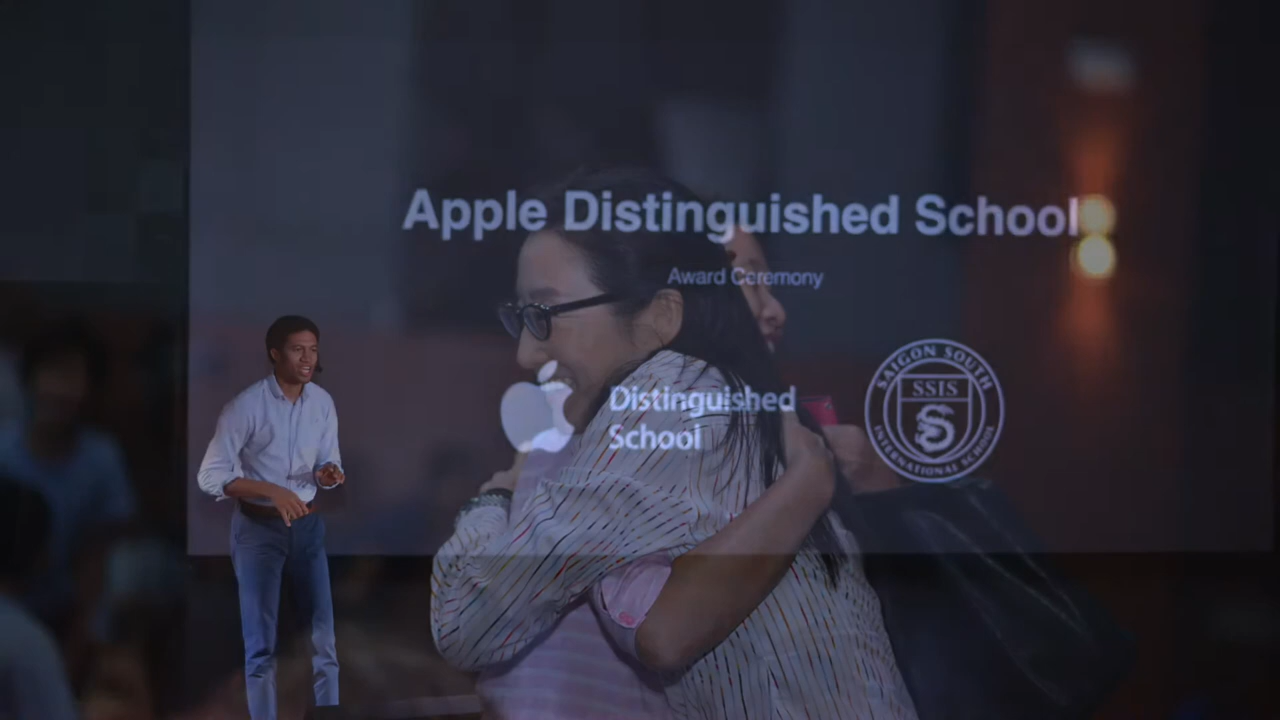 Apple Distinguished School
Award Ceremony
Distinguished
School
SAIGON SOUTH
SSIS
INTERNATIONAL SCHOOL